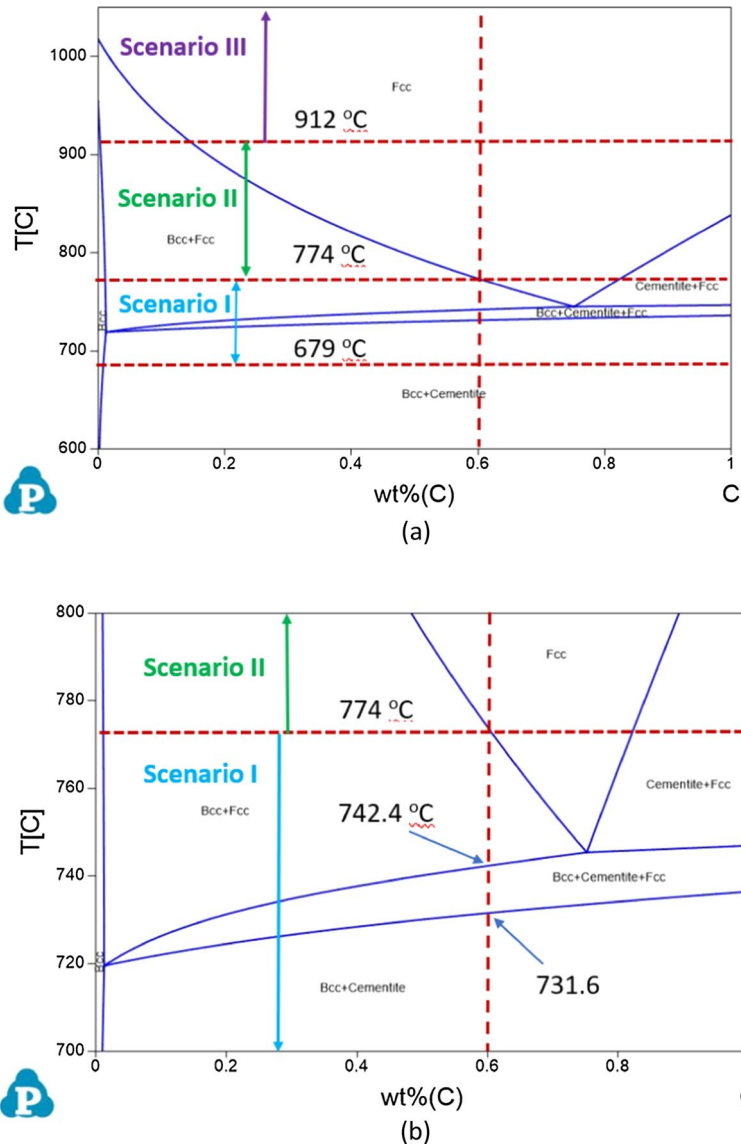 1000
900
800
700
600
T[C]
Scenario III
Fcc
912 °C
Scenario II
Bcc+Fcc
774 °C
Scenario I
Cementite+Fcc
Bcc
Bcc+Cementite+Fcc
679 °C
Bcc+Cementite
0 0.2 0.4 0.6 0.8 1
P
wt%(C) C
(a)
800
780
760
740
720
700
T[C]
Scenario II
Fcc
774 °C
Scenario I
Cementite+Fcc
Bcc+Fcc
742.4 °C
Bcc+Cementite+Fcc
Bcc
Bcc+Cementite
731.6
0 0.2 0.4 0.6 0.8
P
wt%(C)
(b)